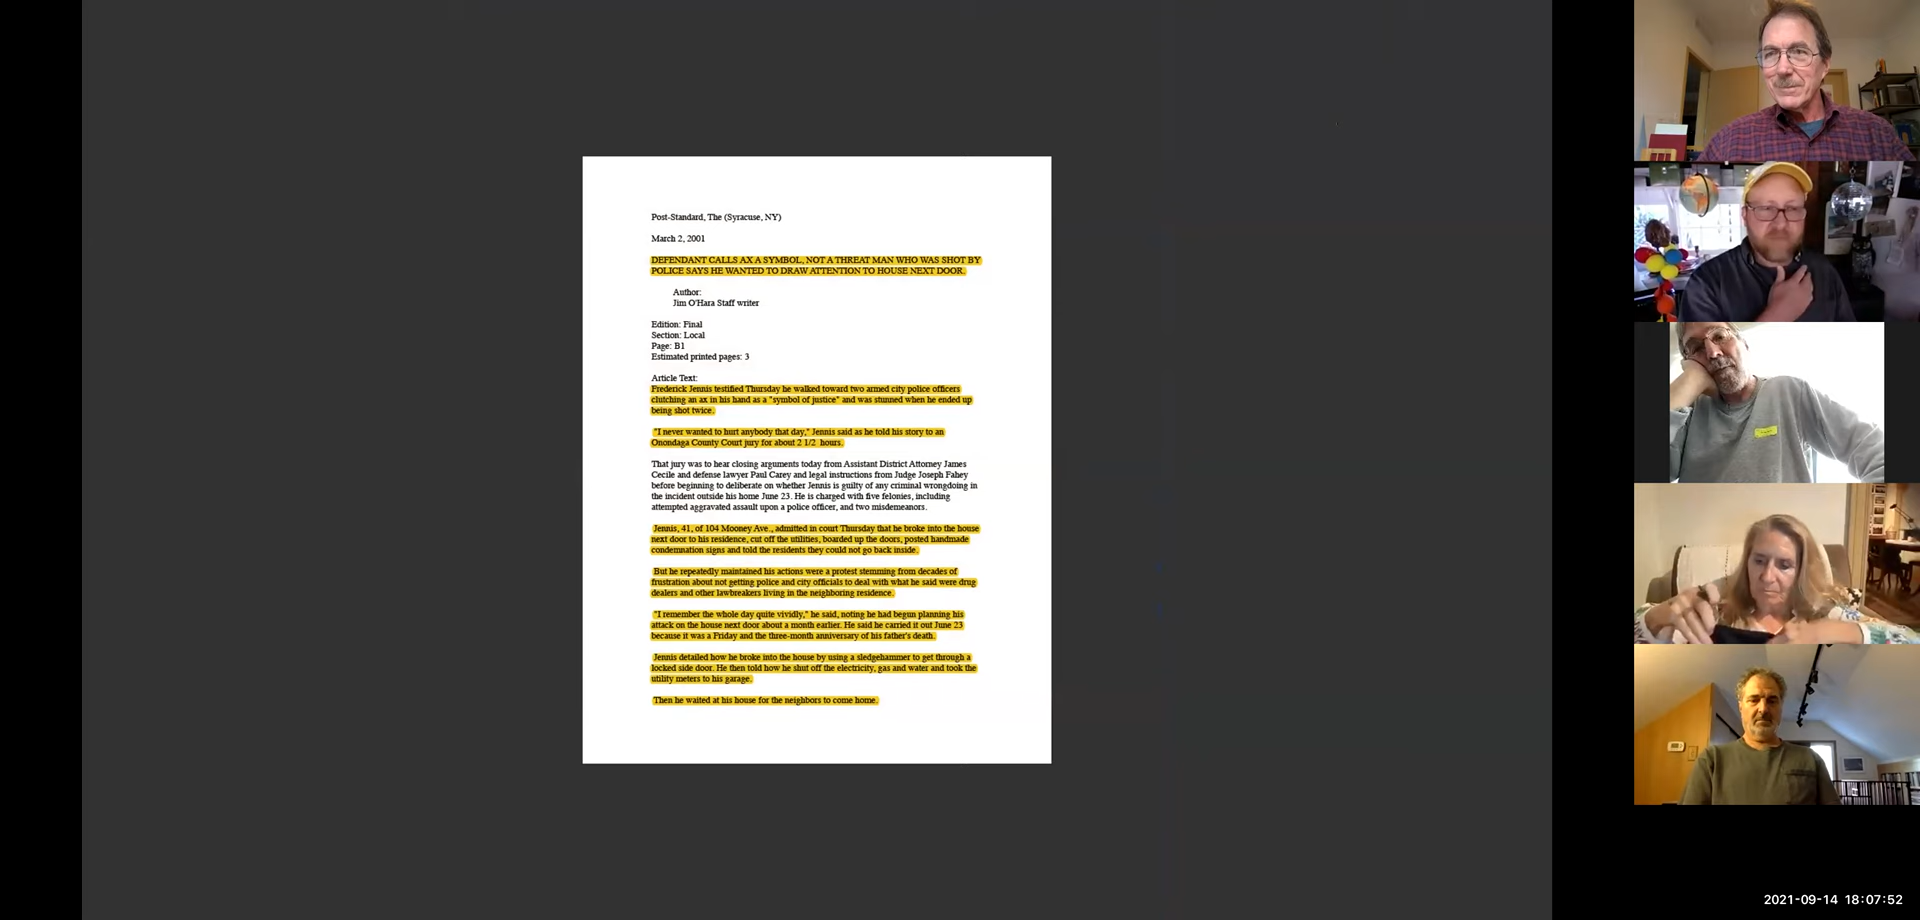 Post-Standard, The (Syracuse, NY)
March 2, 2001
DEFENDANT CALLS AX A SYMBOL, NOT A THREAT MAN WHO WAS SHOT BY
POLICE SAYS HE WANTED TO DRAW ATTENTION TO HOUSE NEXT DOOR.
Author:
Jim O'Hara Staff writer
Edition: Final
Section: Local
Page: B1
Estimated printed pages: 3
Article Text:
Frederick Jennis testified Thursday he walked toward two armed city police officers
clutching an ax in his hand as a "symbol of justice" and was stunned when he ended up
being shot twice.
"I never wanted to hurt anybody that day," Jennis said as he told his story to an
Onondaga County Court jury for about 2 1/2 hours.
That jury was to hear closing arguments today from Assistant District Attorney James
Cecile and defense lawyer Paul Carey and legal instructions from Judge Joseph Fahey
before beginning to deliberate on whether Jennis is guilty of any criminal wrongdoing in
the incident outside his home June 23. He is charged with five felonies, including
attempted aggravated assault upon a police officer, and two misdemeanors.
Jennis, 41, of 104 Mooney Ave., admitted in court Thursday that he broke into the house
next door to his residence, cut off the utilities, boarded up the doors, posted handmade
condemnation signs and told the residents they could not go back inside.
But he repeatedly maintained his actions were a protest stemming from decades of
frustration about not getting police and city officials to deal with what he said were drug
dealers and other lawbreakers living in the neighboring residence.
"I remember the whole day quite vividly," he said, noting he had begun planning his
attack on the house next door about a month earlier. He said he carried it out June 23
because it was a Friday and the three-month anniversary of his father's death.
Jennis detailed how he broke into the house by using a sledgehammer to get through a
locked side door. He then told how he shut off the electricity, gas and water and took the
utility meters to his garage.
Then he waited at his house for the neighbors to come home.
2021-09-14 18:07:52